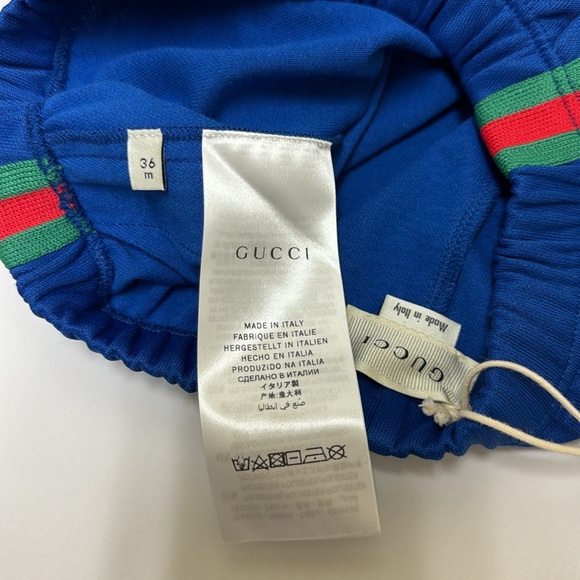 36
m
GUCCI
MADE IN ITALY
FABRIQUE EN ITALIE
HERGESTELLT IN ITALIEN
HECHO EN ITALIA
PRODUZIDO NA ITALIA
СДЕЛАНО В ИТАЛИИ
イタリア製
产地:意大利
صنع في إيطاليا
Made in Italy
GUCCI